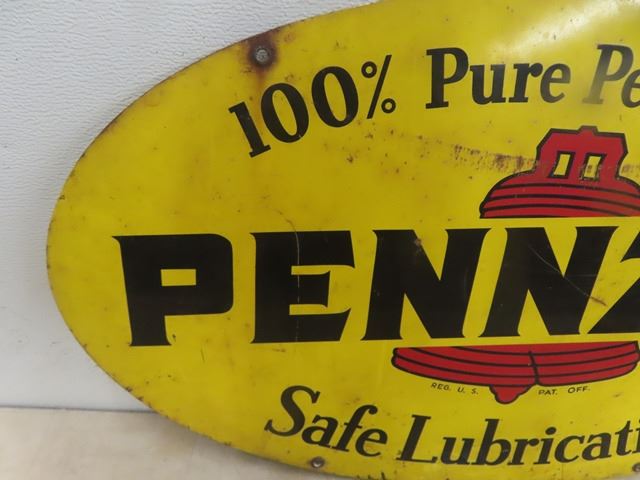 100% Pure Pe
PENNZ
REG. U. S. PAT. OFF.
Safe Lubricati